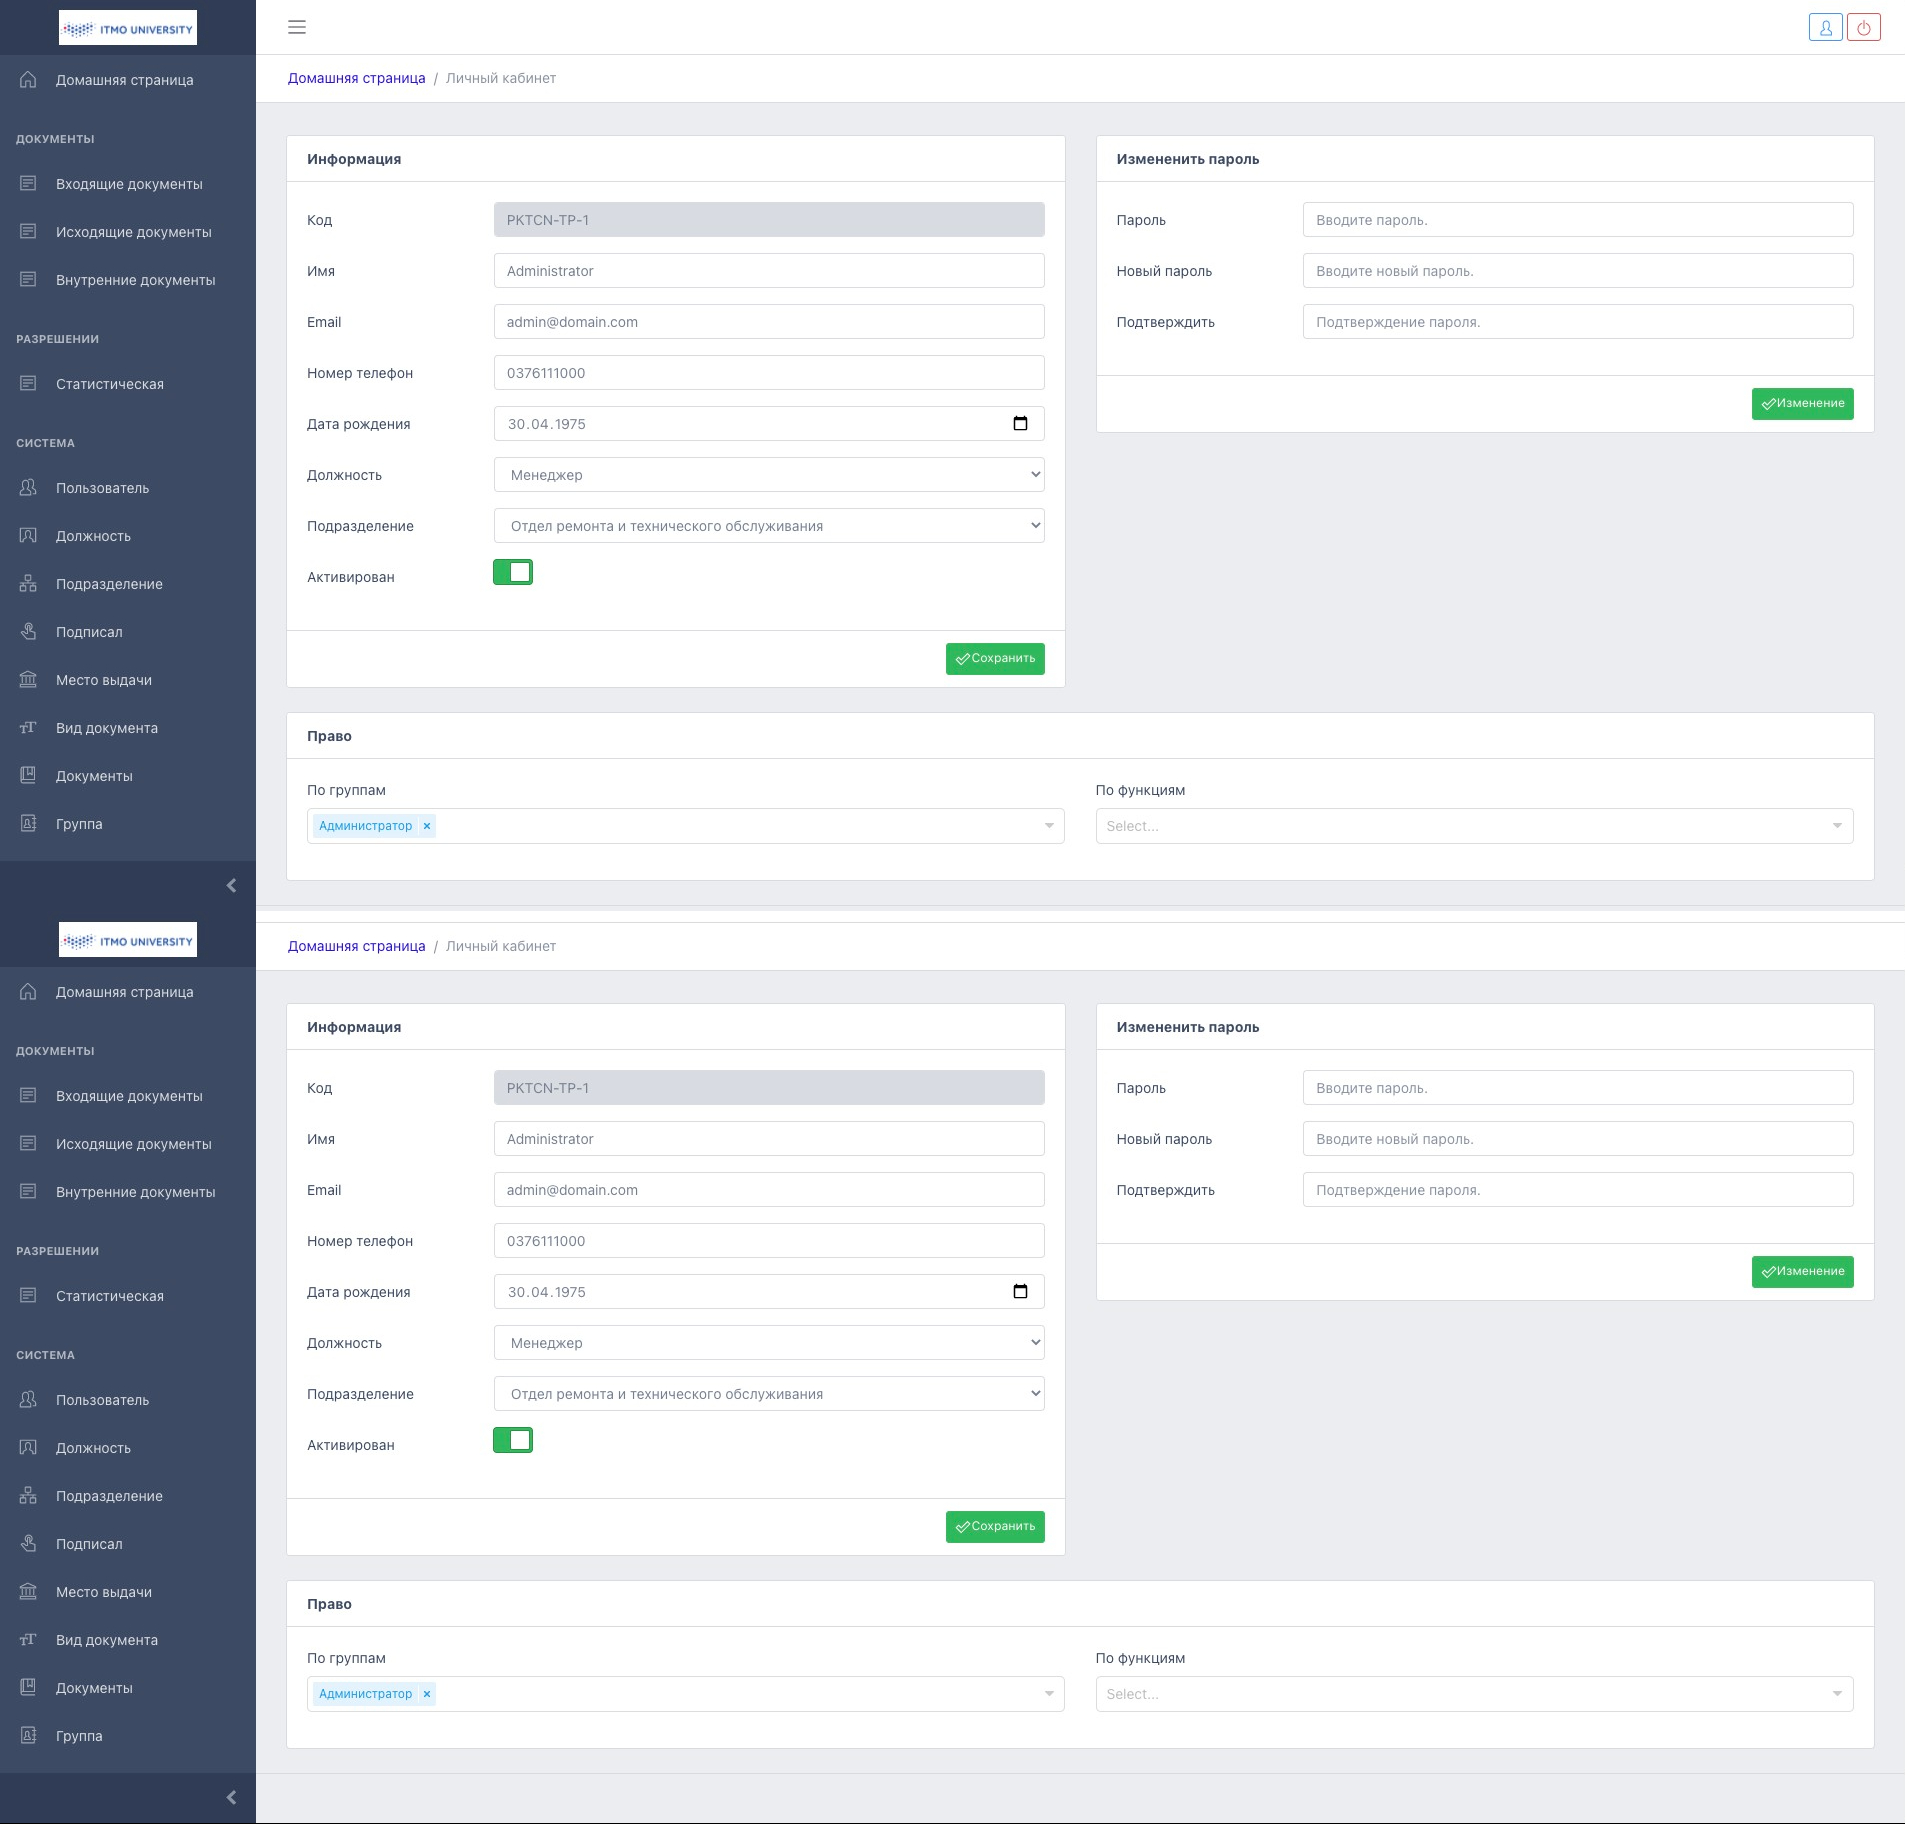 ITMO UNIVERSITY
Домашняя страница
ДОКУМЕНТЫ
Входящие документы
Исходящие документы
Внутренние документы
РАЗРЕШЕНИИ
Статистическая
СИСТЕМА
Пользователь
Должность
Подразделение
Подписал
Место выдачи
Вид документа
Документы
Группа
Домашняя страница / Личный кабинет
Информация
Код PKTCN-TP-1
Имя Administrator
Email admin@domain.com
Номер телефон 0376111000
Дата рождения 30.04.1975
Должность Менеджер
Подразделение Отдел ремонта и технического обслуживания
Активирован
Сохранить
Измененить пароль
Пароль Вводите пароль.
Новый пароль Вводите новый пароль.
Подтверждить Подтверждение пароля.
Изменение
Право
По группам
Администратор ×
По функциям
Select...
ITMO UNIVERSITY
Домашняя страница
ДОКУМЕНТЫ
Входящие документы
Исходящие документы
Внутренние документы
РАЗРЕШЕНИИ
Статистическая
СИСТЕМА
Пользователь
Должность
Подразделение
Подписал
Место выдачи
Вид документа
Документы
Группа
Домашняя страница / Личный кабинет
Информация
Код PKTCN-TP-1
Имя Administrator
Email admin@domain.com
Номер телефон 0376111000
Дата рождения 30.04.1975
Должность Менеджер
Подразделение Отдел ремонта и технического обслуживания
Активирован
Сохранить
Измененить пароль
Пароль Вводите пароль.
Новый пароль Вводите новый пароль.
Подтверждить Подтверждение пароля.
Изменение
Право
По группам
Администратор ×
По функциям
Select...